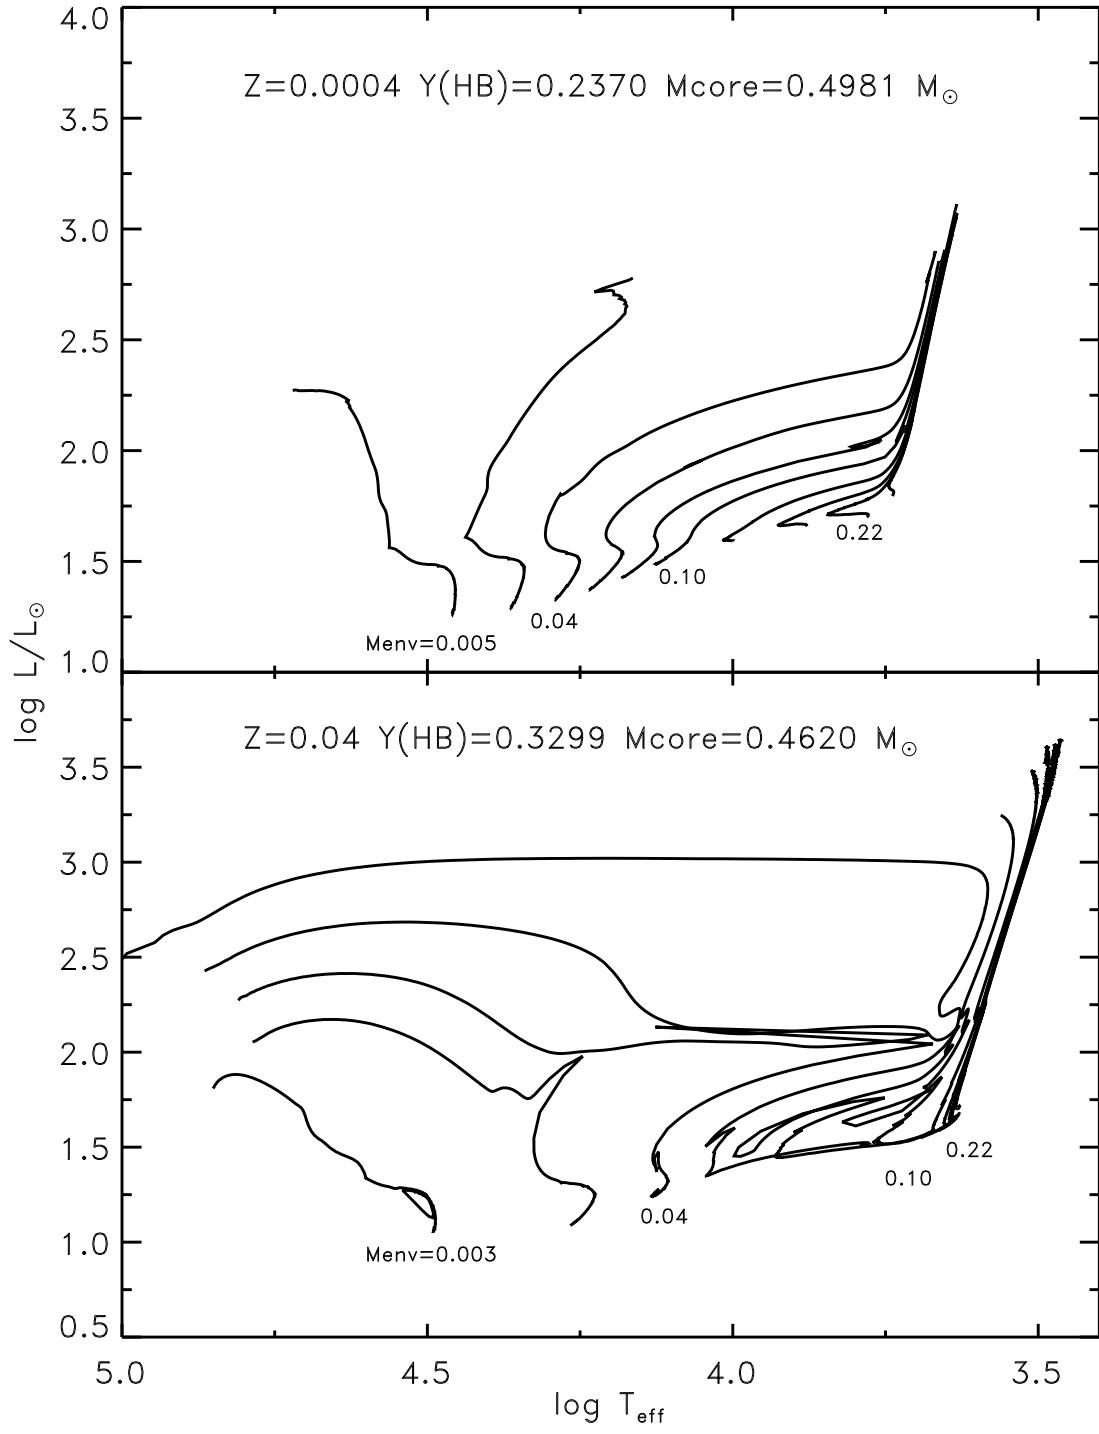 4.0
Z=0.0004 Y(HB)=0.2370 Mcore=0.4981 M☉
3.5
3.0
2.5
2.0
1.5
1.0
0.22
0.10
0.04
Menv=0.005
log L/L☉
Z=0.04 Y(HB)=0.3299 Mcore=0.4620 M☉
3.5
3.0
2.5
2.0
1.5
1.0
0.5
0.22
0.10
0.04
Menv=0.003
5.0 4.5 4.0 3.5
log Teff